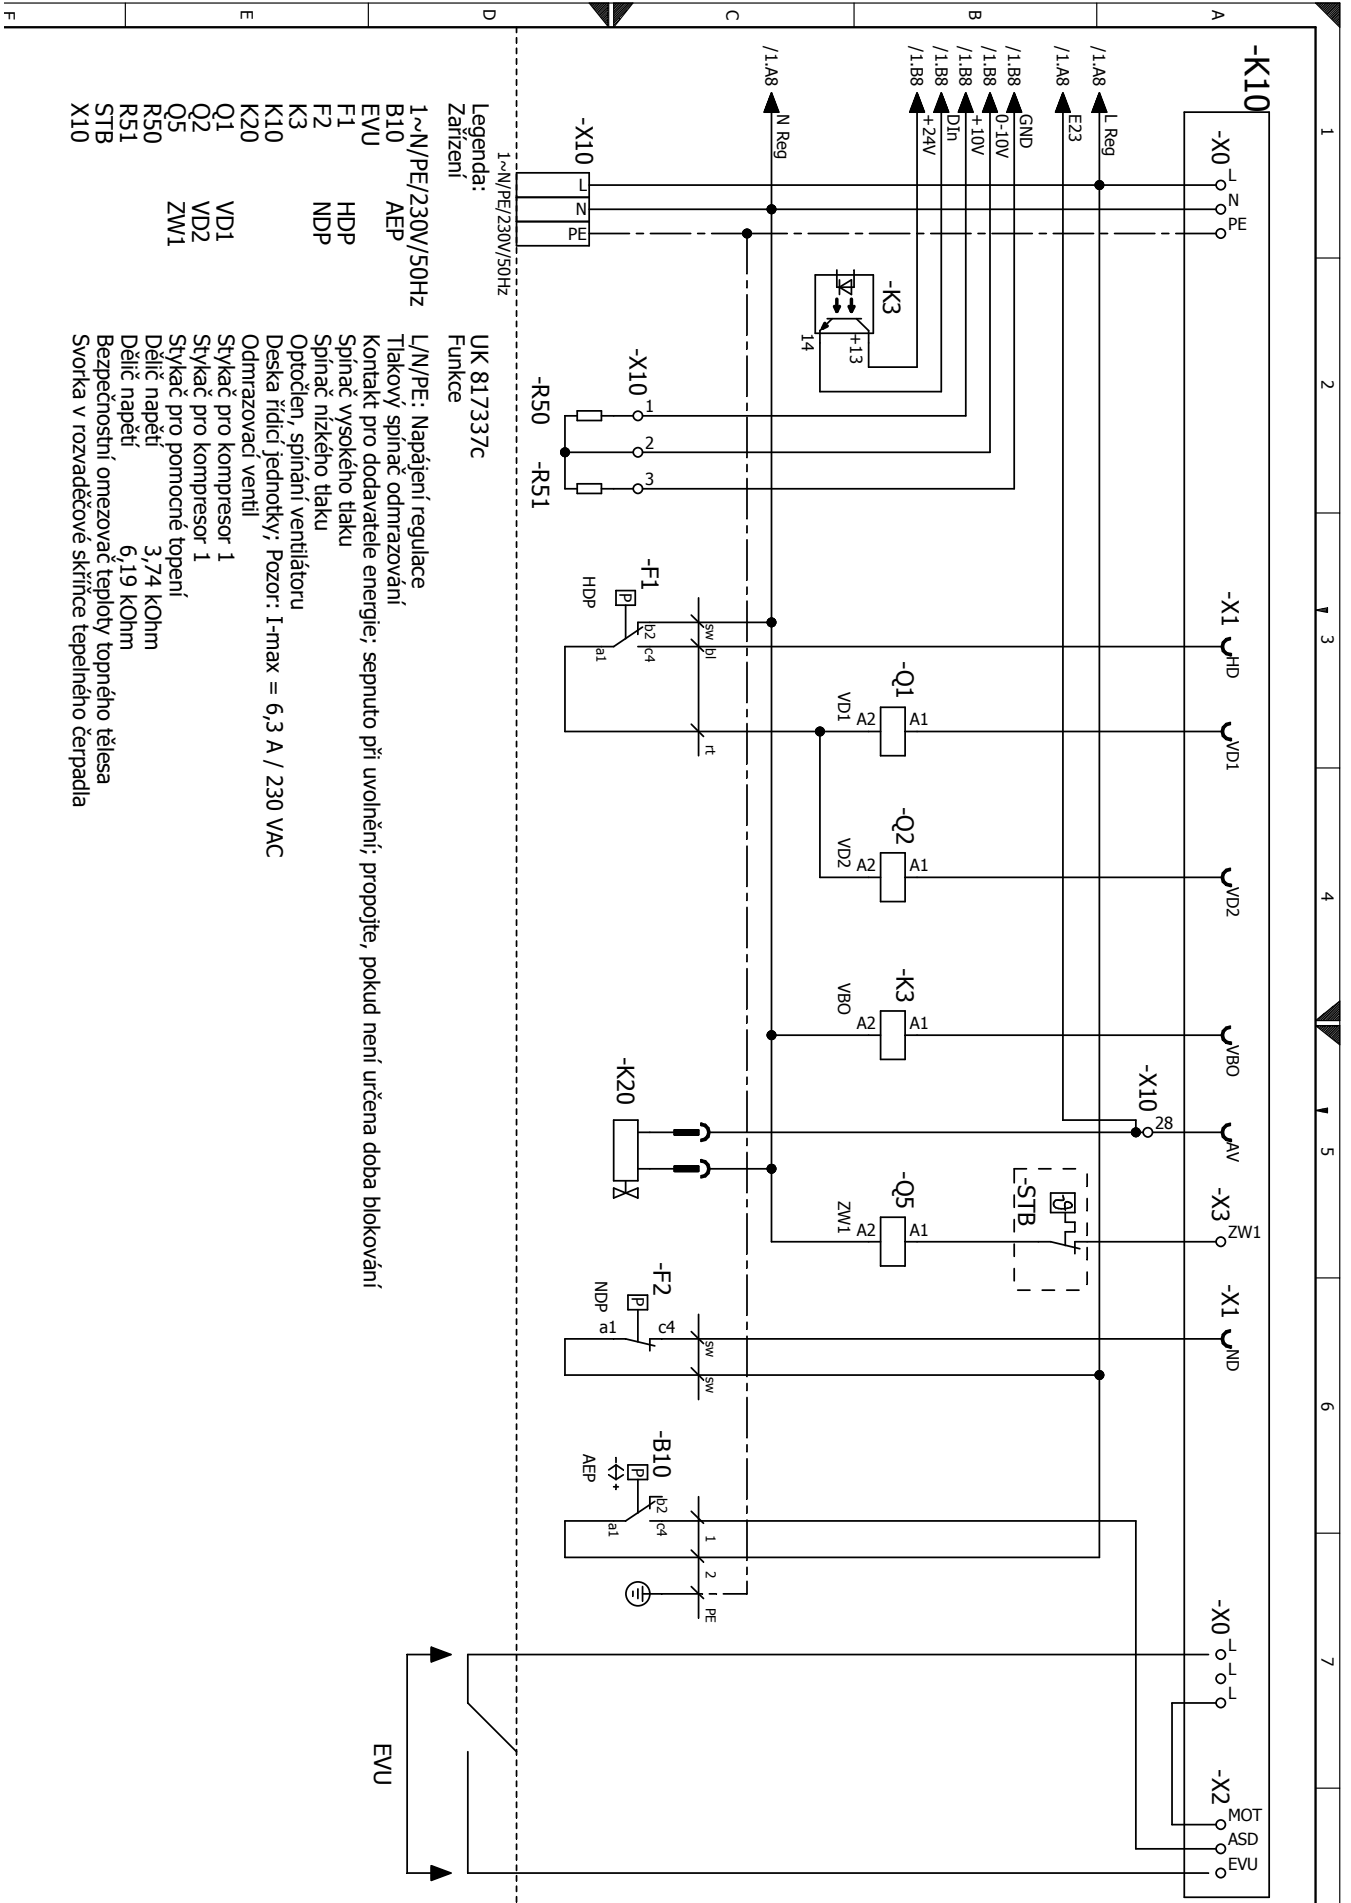 1
2
3
4
5
6
7
A
B
C
D
E
F
-K10
-X0
L
N
PE
-X1
HD
VD1
VD2
VBO
AV
-X3
ZW1
-X1
ND
-X0
L
L
L
-X2
MOT
ASD
EVU
/1.A8
L Reg
/1.A8
E23
/1.B8
GND
/1.B8
0-10V
/1.B8
+10V
/1.B8
DIn
/1.B8
+24V
/1.A8
N Reg
-X10
28
-STB
ϑ
-K3
+13
14
-Q1
A1
A2
VD1
-Q2
A1
A2
VD2
-K3
A1
A2
VBO
-Q5
A1
A2
ZW1
-X10
1
2
3
-R50
-R51
-F1
P
HDP
b2
c4
a1
sw
bl
rt
-K20
-F2
P
NDP
a1
c4
sw
sw
-B10
P
- +
AEP
b2
c4
a1
1
2
PE
-X10
L
N
PE
1~N/PE/230V/50Hz
EVU
Legenda: UK 817337c
Zařízení Funkce
1~N/PE/230V/50Hz L/N/PE: Napájení regulace
B10 AEP Tlakový spínač odmrazování
EVU Kontakt pro dodavatele energie; sepnuto při uvolnění; propojte, pokud není určena doba blokování
F1 HDP Spínač vysokého tlaku
F2 NDP Spínač nízkého tlaku
K3 Optočlen, spínání ventilátoru
K10 Deska řídicí jednotky; Pozor: I-max = 6,3 A / 230 VAC
K20 Odmrazovací ventil
Q1 VD1 Stykač pro kompresor 1
Q2 VD2 Stykač pro kompresor 1
Q5 ZW1 Stykač pro pomocné topení
R50 Dělič napětí 3,74 kOhm
R51 Dělič napětí 6,19 kOhm
STB Bezpečnostní omezovač teploty topného tělesa
X10 Svorka v rozvaděčové skříňce tepelného čerpadla